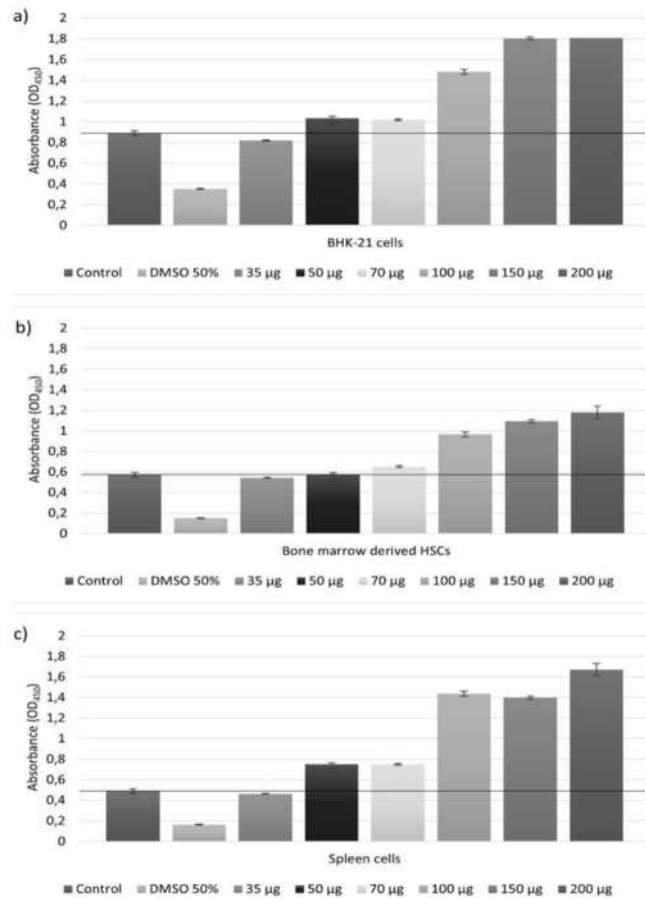 a)
2
1,8
1,6
1,4
1,2
1
0,8
0,6
0,4
0,2
0
Absorbance (OD450)
BHK-21 cells
Control DMSO 50% 35 µg 50 µg 70 µg 100 µg 150 µg 200 µg
b)
2
1,8
1,6
1,4
1,2
1
0,8
0,6
0,4
0,2
0
Absorbance (OD450)
Bone marrow derived HSCs
Control DMSO 50% 35 µg 50 µg 70 µg 100 µg 150 µg 200 µg
c)
2
1,8
1,6
1,4
1,2
1
0,8
0,6
0,4
0,2
0
Absorbance (OD450)
Spleen cells
Control DMSO 50% 35 µg 50 µg 70 µg 100 µg 150 µg 200 µg